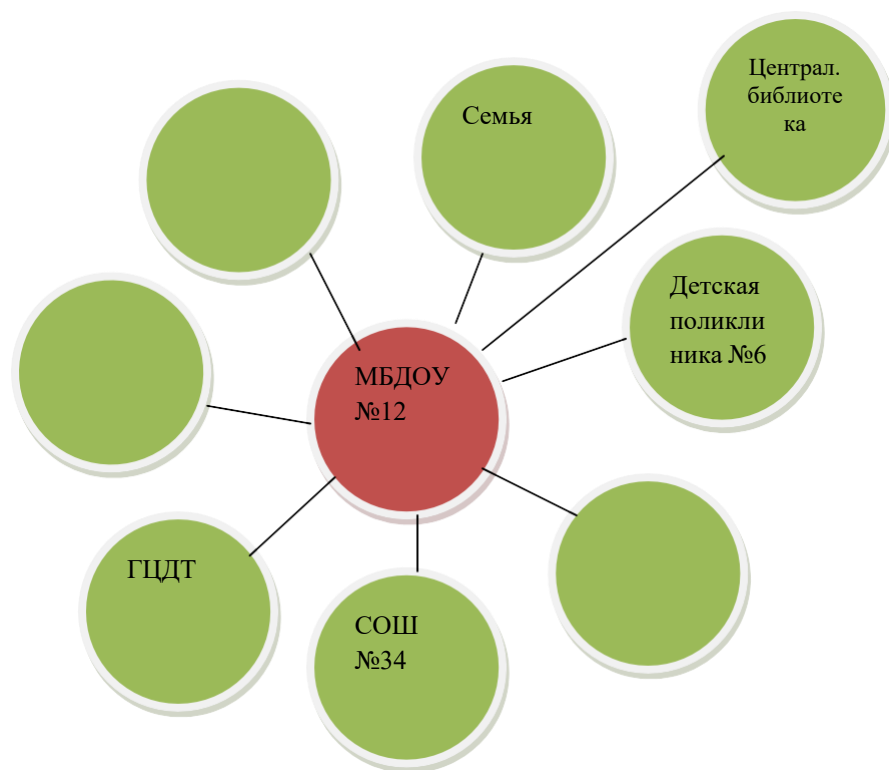 Централ.
библиоте
ка
Семья
Детская
поликли
ника №6
МБДОУ
№12
ГЦДТ
СОШ
№34